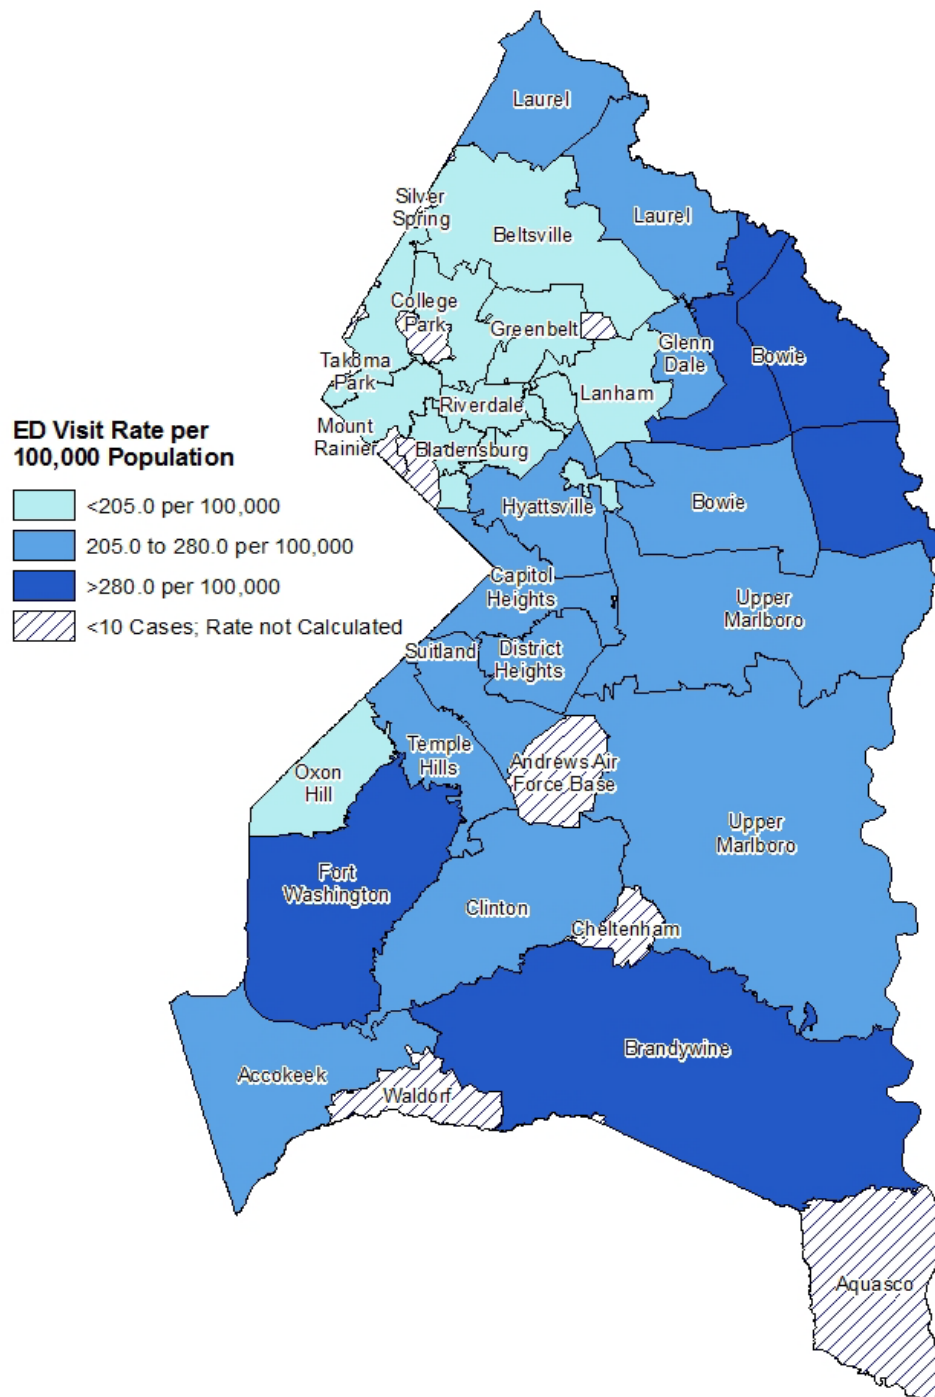 Laurel
Laurel
Silver
Spring
Beltsville
College
Park
Greenbelt
Glenn
Dale
Bowie
Takoma
Park
Lanham
Riverdale
Mount
Rainier
Bladensburg
ED Visit Rate per
100,000 Population
<205.0 per 100,000
205.0 to 280.0 per 100,000
>280.0 per 100,000
<10 Cases; Rate not Calculated
Hyattsville
Bowie
Capitol
Heights
Upper
Marlboro
Suitland
District
Heights
Temple
Hills
Andrews Air
Force Base
Oxon
Hill
Upper
Marlboro
Fort
Washington
Clinton
Cheltenham
Brandywine
Accokeek
Waldorf
Aquasco